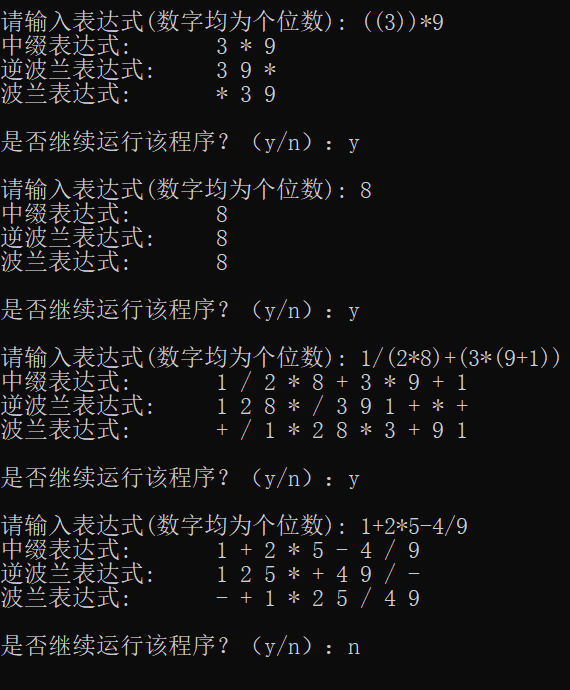 请输入表达式(数字均为个位数): ((3))*9
中缀表达式: 3 * 9
逆波兰表达式: 3 9 *
波兰表达式: * 3 9
是否继续运行该程序？（y/n）：y
请输入表达式(数字均为个位数): 8
中缀表达式: 8
逆波兰表达式: 8
波兰表达式: 8
是否继续运行该程序？（y/n）：y
请输入表达式(数字均为个位数): 1/(2*8)+(3*(9+1))
中缀表达式: 1 / 2 * 8 + 3 * 9 + 1
逆波兰表达式: 1 2 8 * / 3 9 1 + * +
波兰表达式: + / 1 * 2 8 * 3 + 9 1
是否继续运行该程序？（y/n）：y
请输入表达式(数字均为个位数): 1+2*5-4/9
中缀表达式: 1 + 2 * 5 - 4 / 9
逆波兰表达式: 1 2 5 * + 4 9 / -
波兰表达式: - + 1 * 2 5 / 4 9
是否继续运行该程序？（y/n）：n